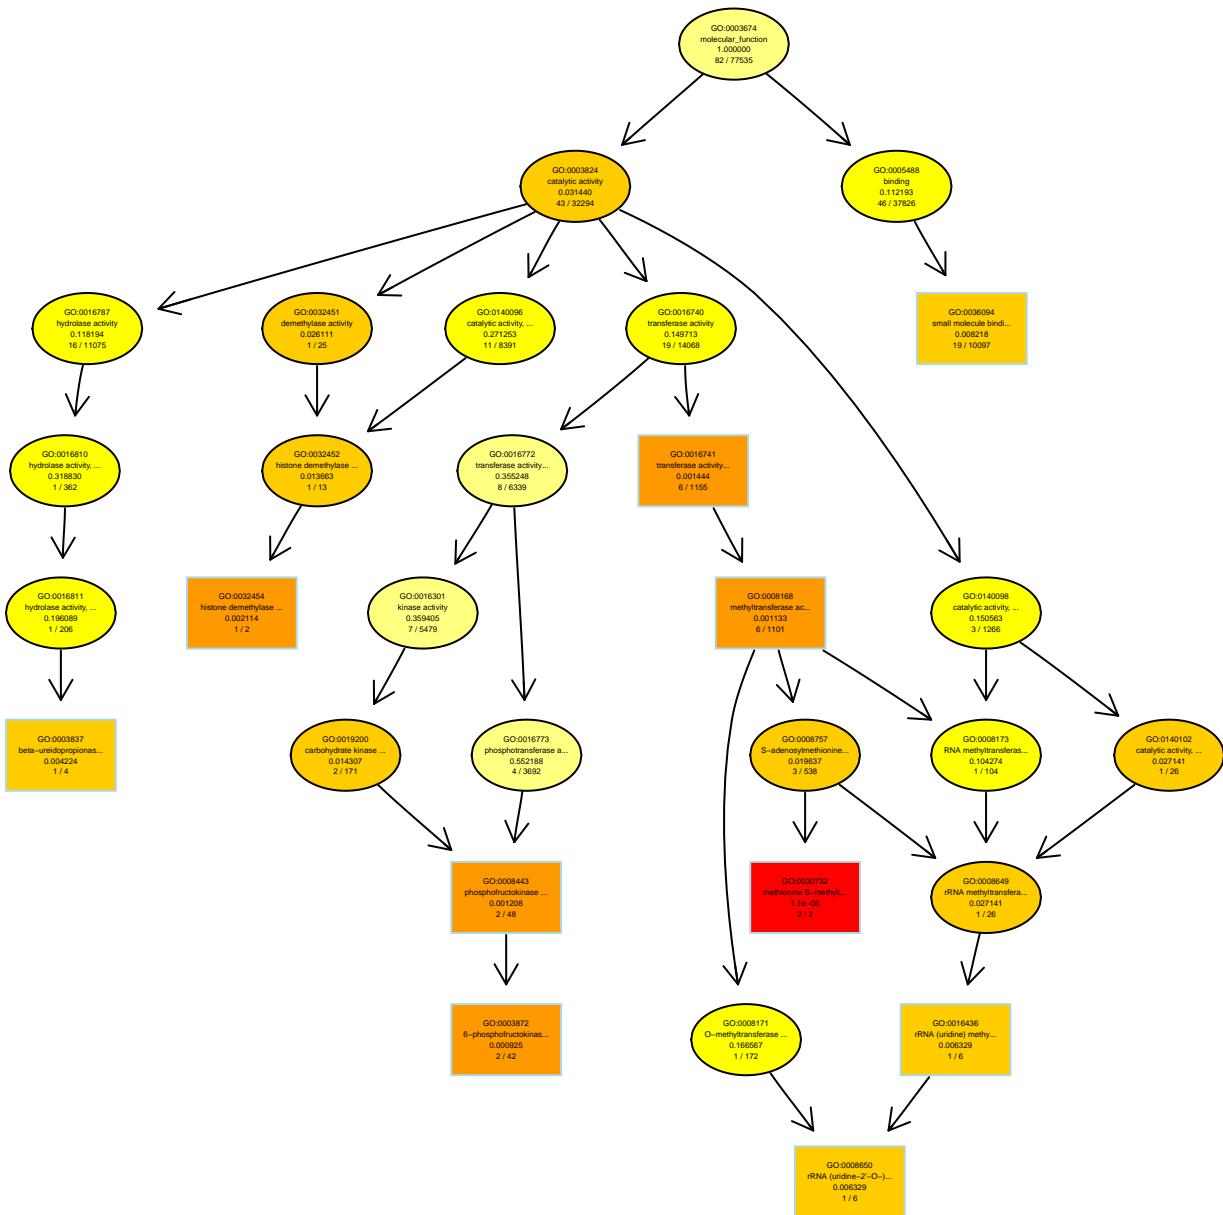 GO:0003674
molecular_function
1.000000
82 / 77535
GO:0003824
catalytic activity
0.031440
43 / 32294
GO:0005488
binding
0.112193
46 / 37826
GO:0016787
hydrolase activity
0.118194
16 / 11075
GO:0032451
demethylase activity
0.026111
1 / 25
GO:0140096
catalytic activity, ...
0.271253
11 / 8391
GO:0016740
transferase activity
0.149713
19 / 14068
GO:0036094
small molecule bindi...
0.008218
19 / 10097
GO:0016810
hydrolase activity, ...
0.318830
1 / 362
GO:0032452
histone demethylase ...
0.013663
1 / 13
GO:0016772
transferase activity...
0.355248
8 / 6339
GO:0016741
transferase activity...
0.001444
6 / 1155
GO:0016811
hydrolase activity, ...
0.196089
1 / 206
GO:0032454
histone demethylase ...
0.002114
1 / 2
GO:0016301
kinase activity
0.359405
7 / 5479
GO:0008168
methyltransferase ac...
0.001133
6 / 1101
GO:0140098
catalytic activity, ...
0.150563
3 / 1266
GO:0003837
beta−ureidopropionas...
0.004224
1 / 4
GO:0019200
carbohydrate kinase ...
0.014307
2 / 171
GO:0016773
phosphotransferase a...
0.552188
4 / 3692
GO:0008757
S−adenosylmethionine...
0.019637
3 / 538
GO:0008173
RNA methyltransferas...
0.104274
1 / 104
GO:0140102
catalytic activity, ...
0.027141
1 / 26
GO:0008443
phosphofructokinase ...
0.001208
2 / 48
GO:0030732
methionine S−methylt...
1.1e−06
2 / 2
GO:0008649
rRNA methyltransfera...
0.027141
1 / 26
GO:0003872
6−phosphofructokinas...
0.000925
2 / 42
GO:0008171
O−methyltransferase ...
0.166567
1 / 172
GO:0016436
rRNA (uridine) methy...
0.006329
1 / 6
GO:0008650
rRNA (uridine−2'−O−)...
0.006329
1 / 6